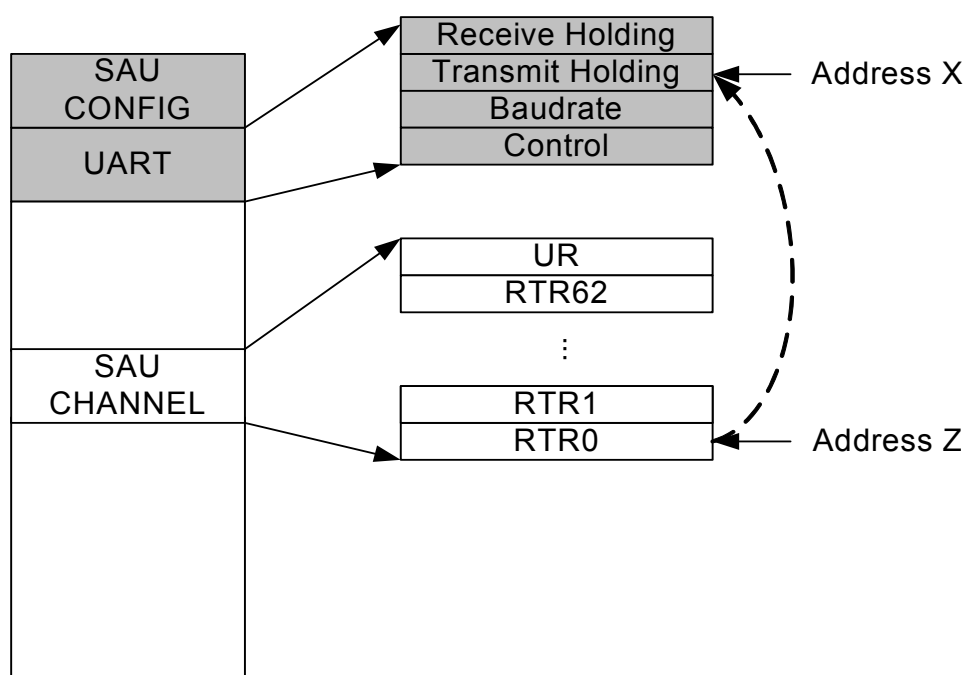 SAU
CONFIG
UART
SAU
CHANNEL
Receive Holding
Transmit Holding
Baudrate
Control
Address X
UR
RTR62
...
RTR1
RTR0
Address Z